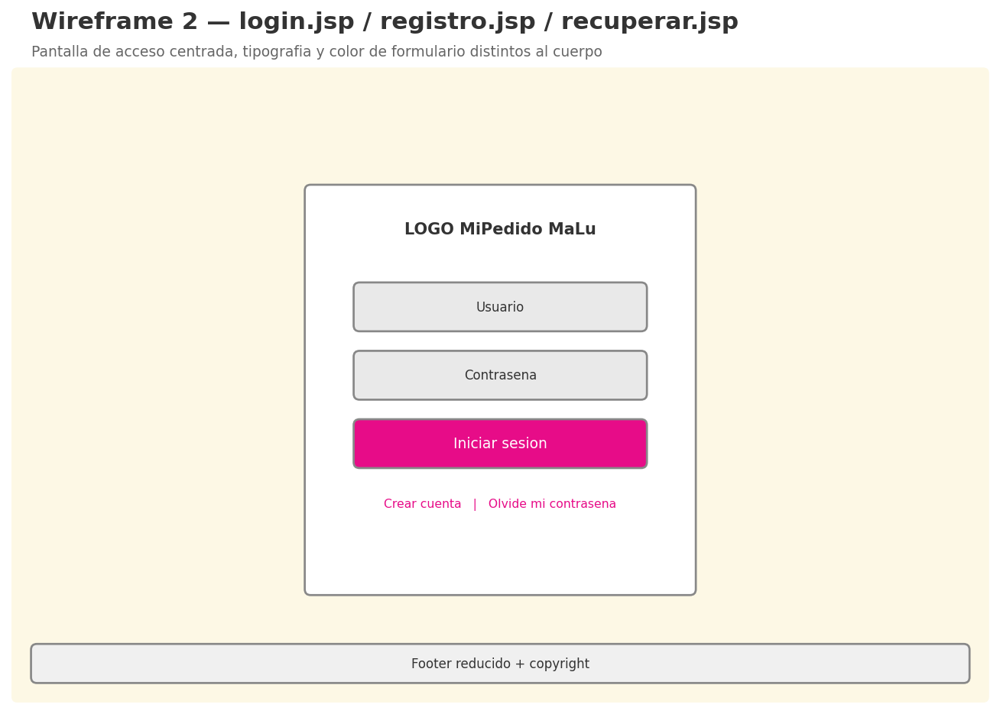 Wireframe 2 — login.jsp / registro.jsp / recuperar.jsp
Pantalla de acceso centrada, tipografia y color de formulario distintos al cuerpo
LOGO MiPedido MaLu
Usuario
Contrasena
Iniciar sesion
Crear cuenta | Olvide mi contrasena
Footer reducido + copyright